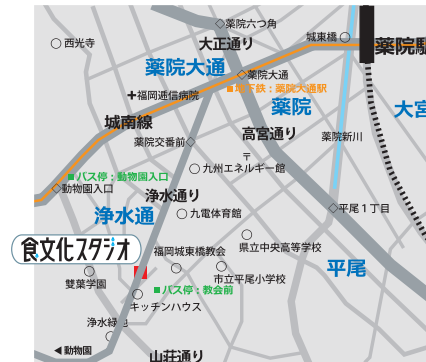 薬院六つ角
西光寺
大正通り
城東橋
薬院駅
薬院大通
薬院大通
■地下鉄：薬院大通駅
福岡逓信病院
薬院
大宮
城南線
高宮通り
薬院新川
薬院交番前
〒
九州エネルギー館
■バス停：動物園入口
動物園入口
浄水通り
浄水通
九電体育館
平尾１丁目
県立中央高等学校
食文化スタジオ
福岡城東橋教会
平尾
双葉学園
市立平尾小学校
■バス停：教会前
キッチンハウス
浄水緑地
◀動物園
山荘通り